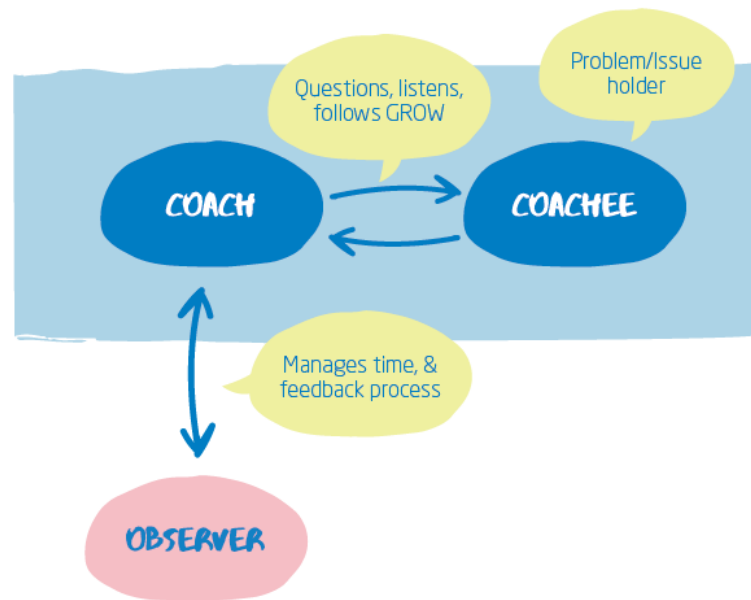 Problem/Issue
holder
Questions, listens,
follows GROW
COACH
COACHEE
Manages time, &
feedback process
OBSERVER